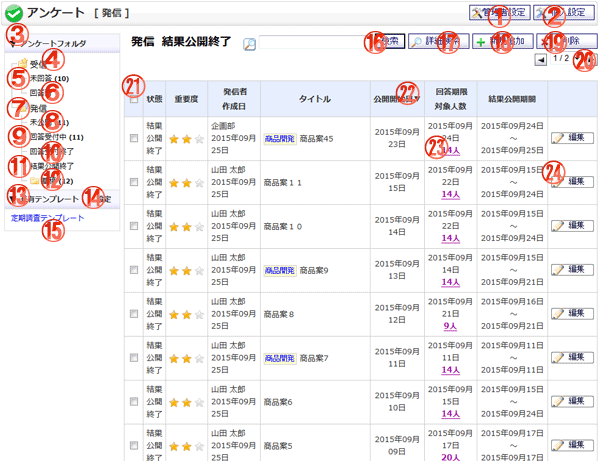 アンケート [ 発信 ]
① 管理者設定
② 個人設定
③ アンケートフォルダ
④ 受信
⑤ 未回答 (10)
⑥ 回答
⑦ 発信
⑧ 未公開 (11)
⑨ 回答受付中 (11)
⑩ 回答受付終了
⑪ 結果公開終了
⑫ (12)
⑬ 共有テンプレート
⑭ 設定
⑮ 定期調査テンプレート
発信 結果公開終了
⑯ 検索
⑰ 詳細検索
⑱ 新規追加
⑲ 削除
⑳ 1 / 2
㉑ 状態 重要度 発信者 作成日 タイトル ㉒ 公開開始日▼ 回答期限 対象人数 結果公開期間
結果公開終了 企画部 2015年09月25日 商品開発 商品案45 2015年09月23日 2015年09月24日 ㉓ 14人 2015年09月24日 ～ 2015年09月25日 編集
結果公開終了 山田 太郎 2015年09月25日 商品案１１ 2015年09月15日 2015年09月22日 14人 2015年09月15日 ～ 2015年09月24日 ㉔ 編集
結果公開終了 山田 太郎 2015年09月25日 商品案１０ 2015年09月14日 2015年09月22日 14人 2015年09月15日 ～ 2015年09月24日 編集
結果公開終了 山田 太郎 2015年09月25日 商品開発 商品案9 2015年09月13日 2015年09月14日 14人 2015年09月15日 ～ 2015年09月21日 編集
結果公開終了 山田 太郎 2015年09月25日 商品案８ 2015年09月12日 2015年09月21日 9人 2015年09月16日 ～ 2015年09月21日 編集
結果公開終了 山田 太郎 2015年09月25日 商品開発 商品案7 2015年09月11日 2015年09月11日 14人 2015年09月15日 ～ 2015年09月11日 編集
結果公開終了 山田 太郎 2015年09月25日 商品案6 2015年09月10日 2015年09月15日 14人 2015年09月15日 ～ 2015年09月24日 編集
結果公開終了 山田 太郎 2015年09月25日 商品案5 2015年09月09日 2015年09月17日 20人 2015年09月17日 ～ 2015年09月17日 編集